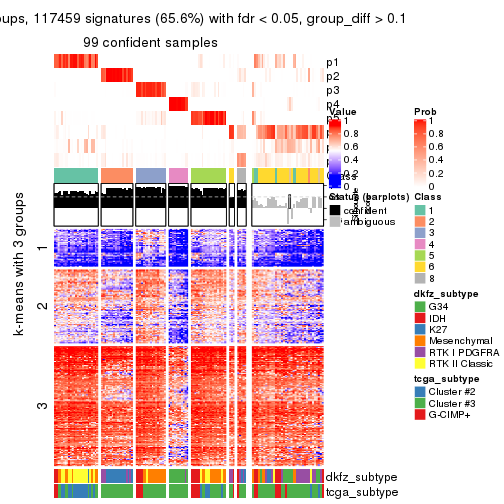 oups, 117459 signatures (65.6%) with fdr < 0.05, group_diff > 0.1
99 confident samples
p1
p2
p3
p4
k-means with 3 groups
1
2
3
Value
1
0.8
0.6
0.4
0.2
0
Prob
1
0.8
0.6
0.4
0.2
0
Status (barplots)
confident
ambiguous
Class
1
2
3
4
5
6
8
dkfz_subtype
G34
IDH
K27
Mesenchymal
RTK I PDGFRA
RTK II Classic
tcga_subtype
Cluster #2
Cluster #3
G-CIMP+
dkfz_subtype
tcga_subtype